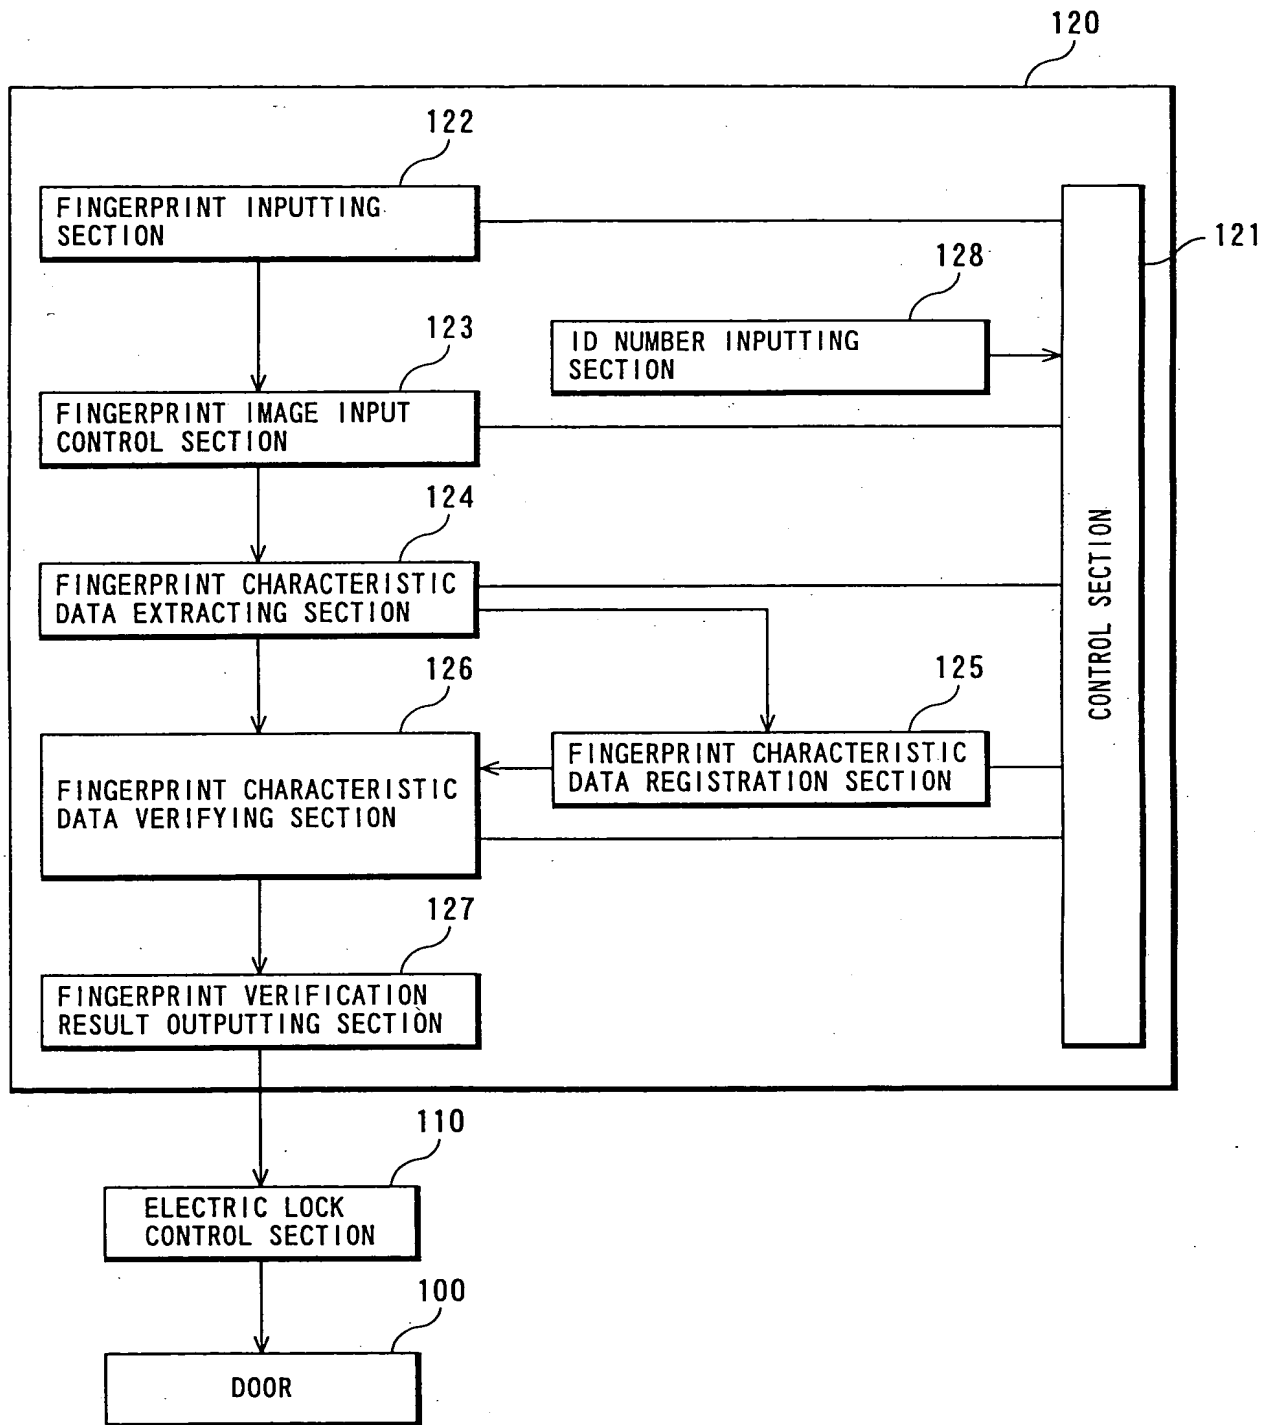 120
122
FINGERPRINT INPUTTING
SECTION
121
128
123
ID NUMBER INPUTTING
SECTION
FINGERPRINT IMAGE INPUT
CONTROL SECTION
124
FINGERPRINT CHARACTERISTIC
DATA EXTRACTING SECTION
CONTROL SECTION
126
125
FINGERPRINT CHARACTERISTIC
DATA REGISTRATION SECTION
FINGERPRINT CHARACTERISTIC
DATA VERIFYING SECTION
127
FINGERPRINT VERIFICATION
RESULT OUTPUTTING SECTION
110
ELECTRIC LOCK
CONTROL SECTION
100
DOOR